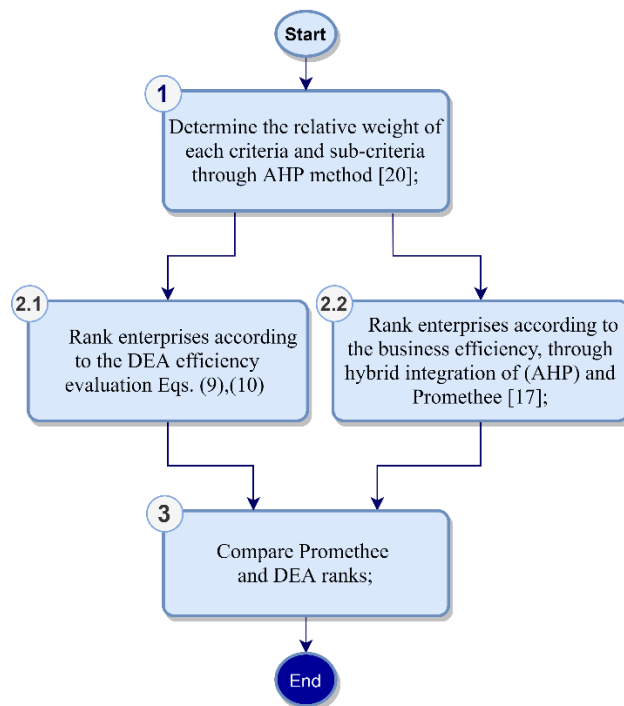 Start
1
Determine the relative weight of
each criteria and sub-criteria
through AHP method [20];
2.1
Rank enterprises according
to the DEA efficiency
evaluation Eqs. (9),(10)
2.2
Rank enterprises according to
the business efficiency, through
hybrid integration of (AHP) and
Promethee [17];
3
Compare Promethee
and DEA ranks;
End